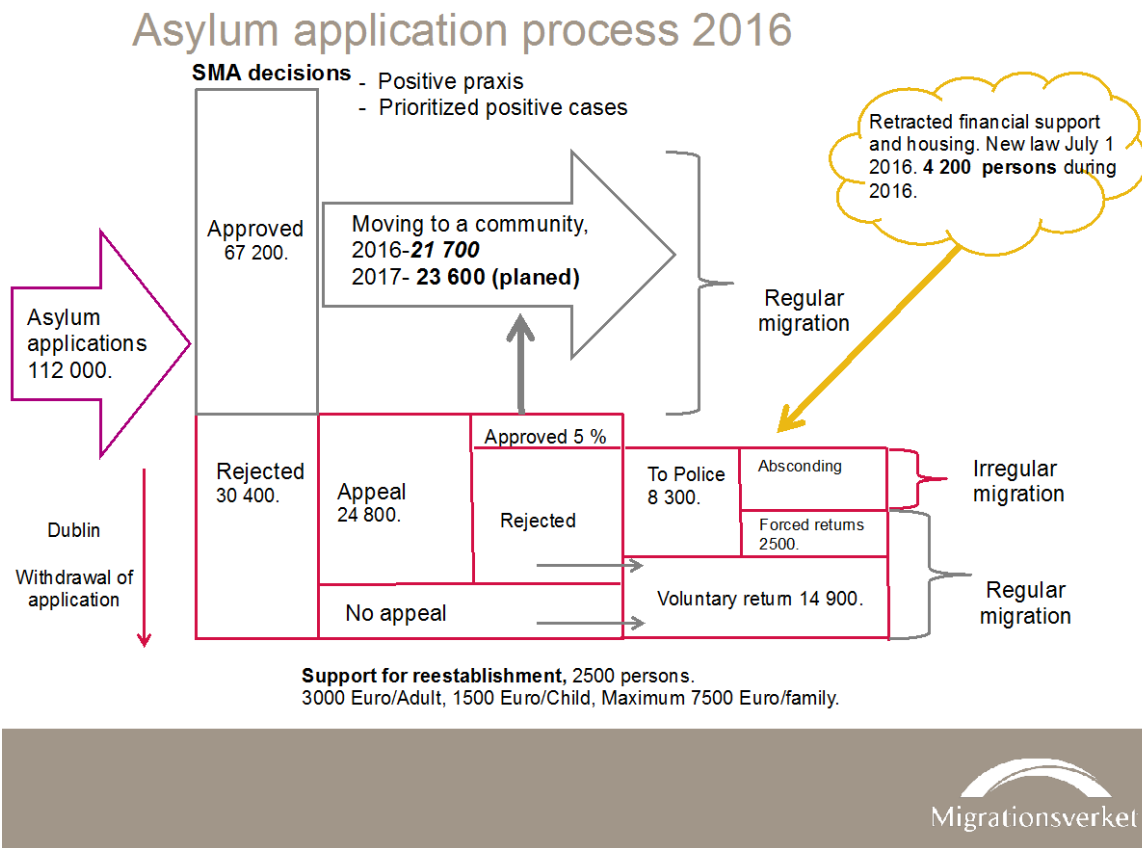 Asylum application process 2016
SMA decisions
- Positive praxis
- Prioritized positive cases
Retracted financial support
and housing. New law July 1
2016. 4 200 persons during
2016.
Approved
67 200.
Moving to a community,
2016-21 700
2017- 23 600 (planed)
Regular
migration
Asylum
applications
112 000.
Rejected
30 400.
Appeal
24 800.
Approved 5 %
Rejected
To Police
8 300.
Absconding
Forced returns
2500.
Irregular
migration
Dublin
Withdrawal of
application
No appeal
Voluntary return 14 900.
Regular
migration
Support for reestablishment, 2500 persons.
3000 Euro/Adult, 1500 Euro/Child, Maximum 7500 Euro/family.
Migrationsverket